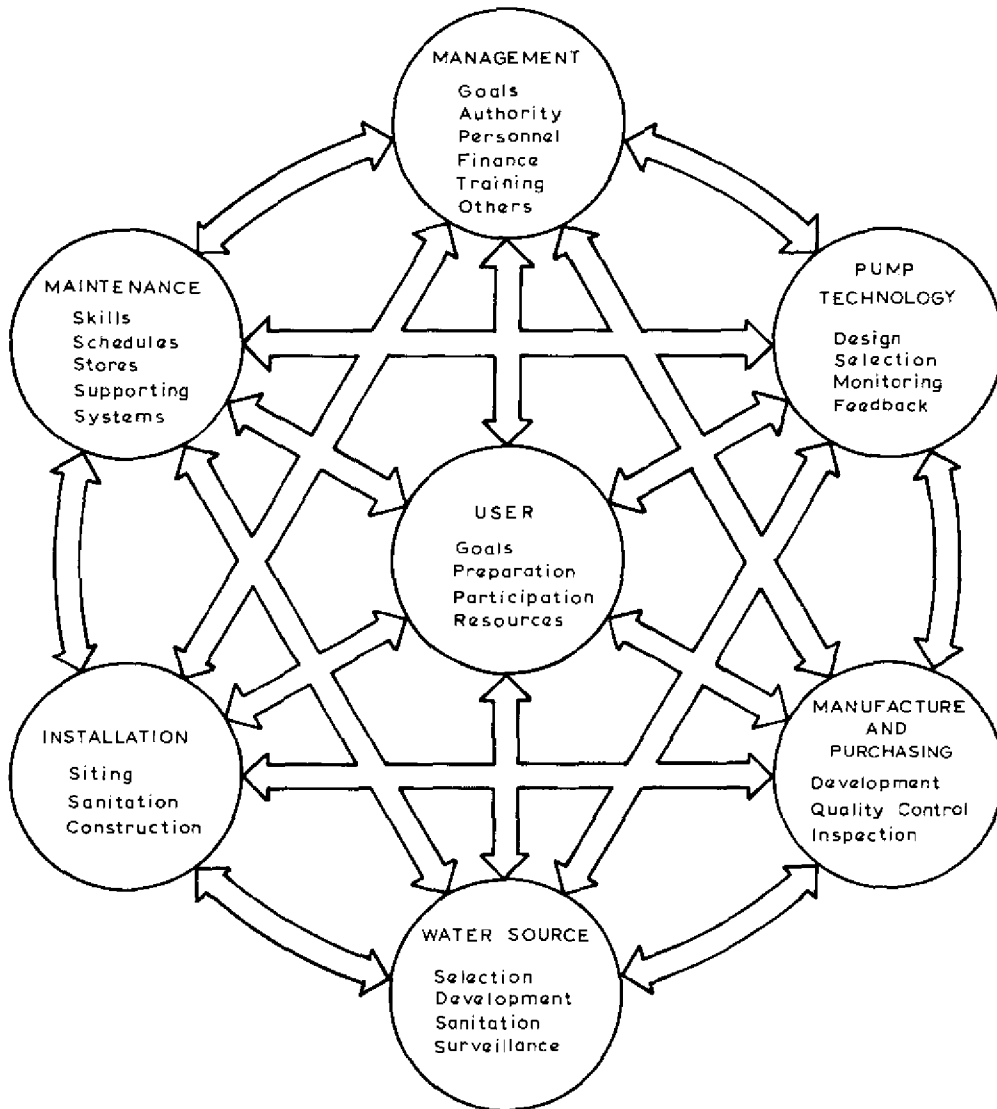 MANAGEMENT
Goals
Authority
Personnel
Finance
Training
Others
MAINTENANCE
Skills
Schedules
Stores
Supporting
Systems
PUMP
TECHNOLOGY
Design
Selection
Monitoring
Feedback
USER
Goals
Preparation
Participation
Resources
INSTALLATION
Siting
Sanitation
Construction
MANUFACTURE
AND
PURCHASING
Development
Quality Control
Inspection
WATER SOURCE
Selection
Development
Sanitation
Surveillance